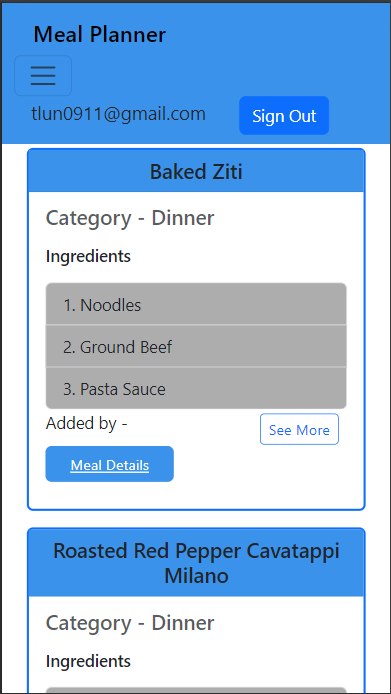 Meal Planner
tlun0911@gmail.com
Sign Out
Baked Ziti
Category - Dinner
Ingredients
1. Noodles
2. Ground Beef
3. Pasta Sauce
Added by -
See More
Meal Details
Roasted Red Pepper Cavatappi
Milano
Category - Dinner
Ingredients